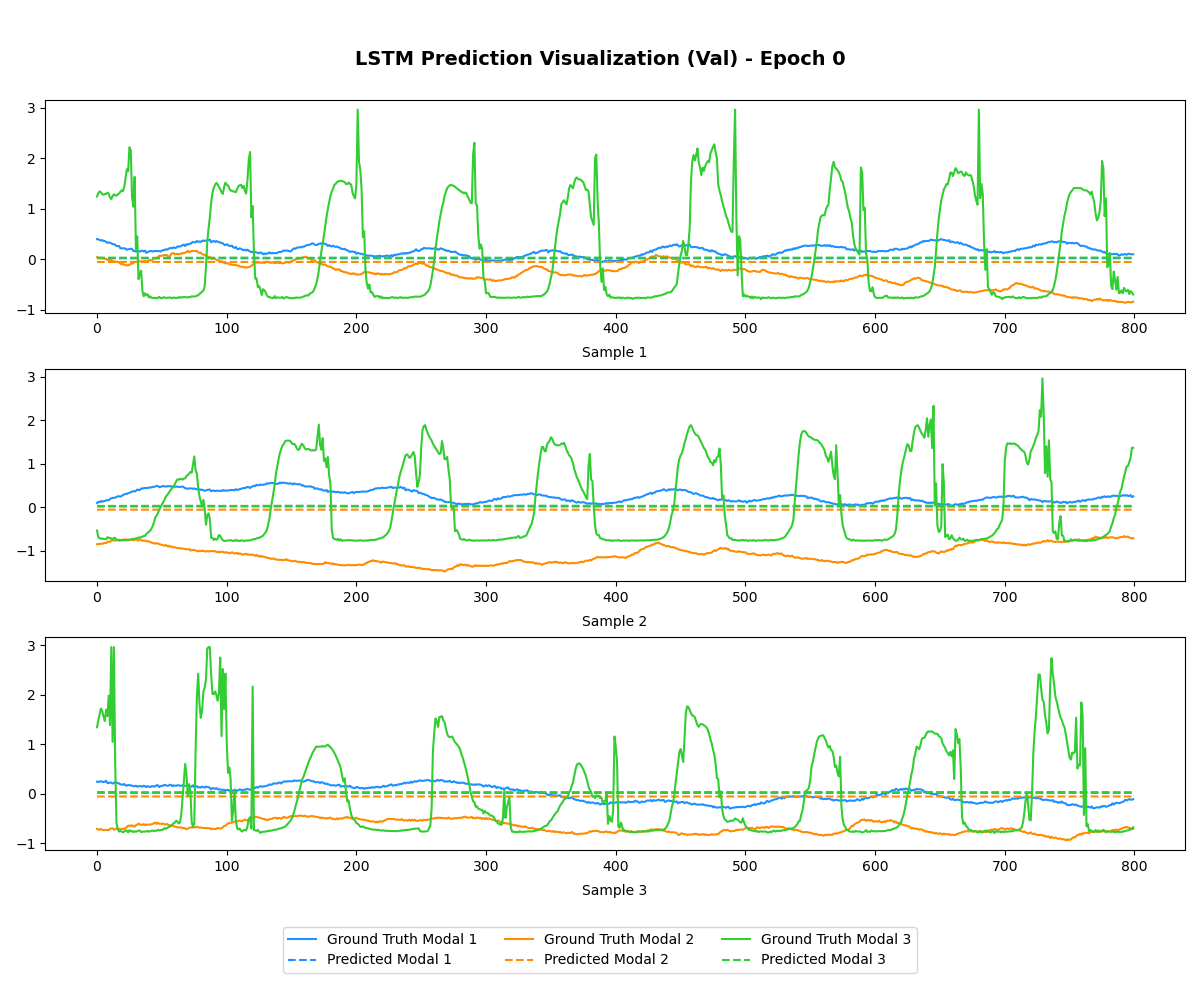 LSTM Prediction Visualization (Val) - Epoch 0
3
2
1
0
−1
0 100 200 300 400 500 600 700 800
Sample 1
3
2
1
0
−1
0 100 200 300 400 500 600 700 800
Sample 2
3
2
1
0
−1
0 100 200 300 400 500 600 700 800
Sample 3
Ground Truth Modal 1 Ground Truth Modal 2 Ground Truth Modal 3
Predicted Modal 1 Predicted Modal 2 Predicted Modal 3